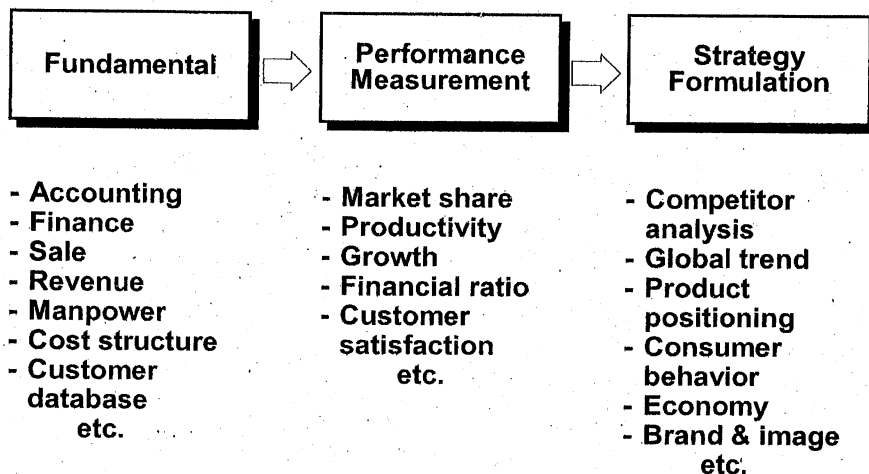 Fundamental
Performance
Measurement
Strategy
Formulation
- Accounting
- Finance
- Sale
- Revenue
- Manpower
- Cost structure
- Customer
database
etc.
- Market share
- Productivity
- Growth
- Financial ratio
- Customer
satisfaction
etc.
- Competitor
analysis
- Global trend
- Product
positioning
- Consumer
behavior
- Economy
- Brand & image
etc.